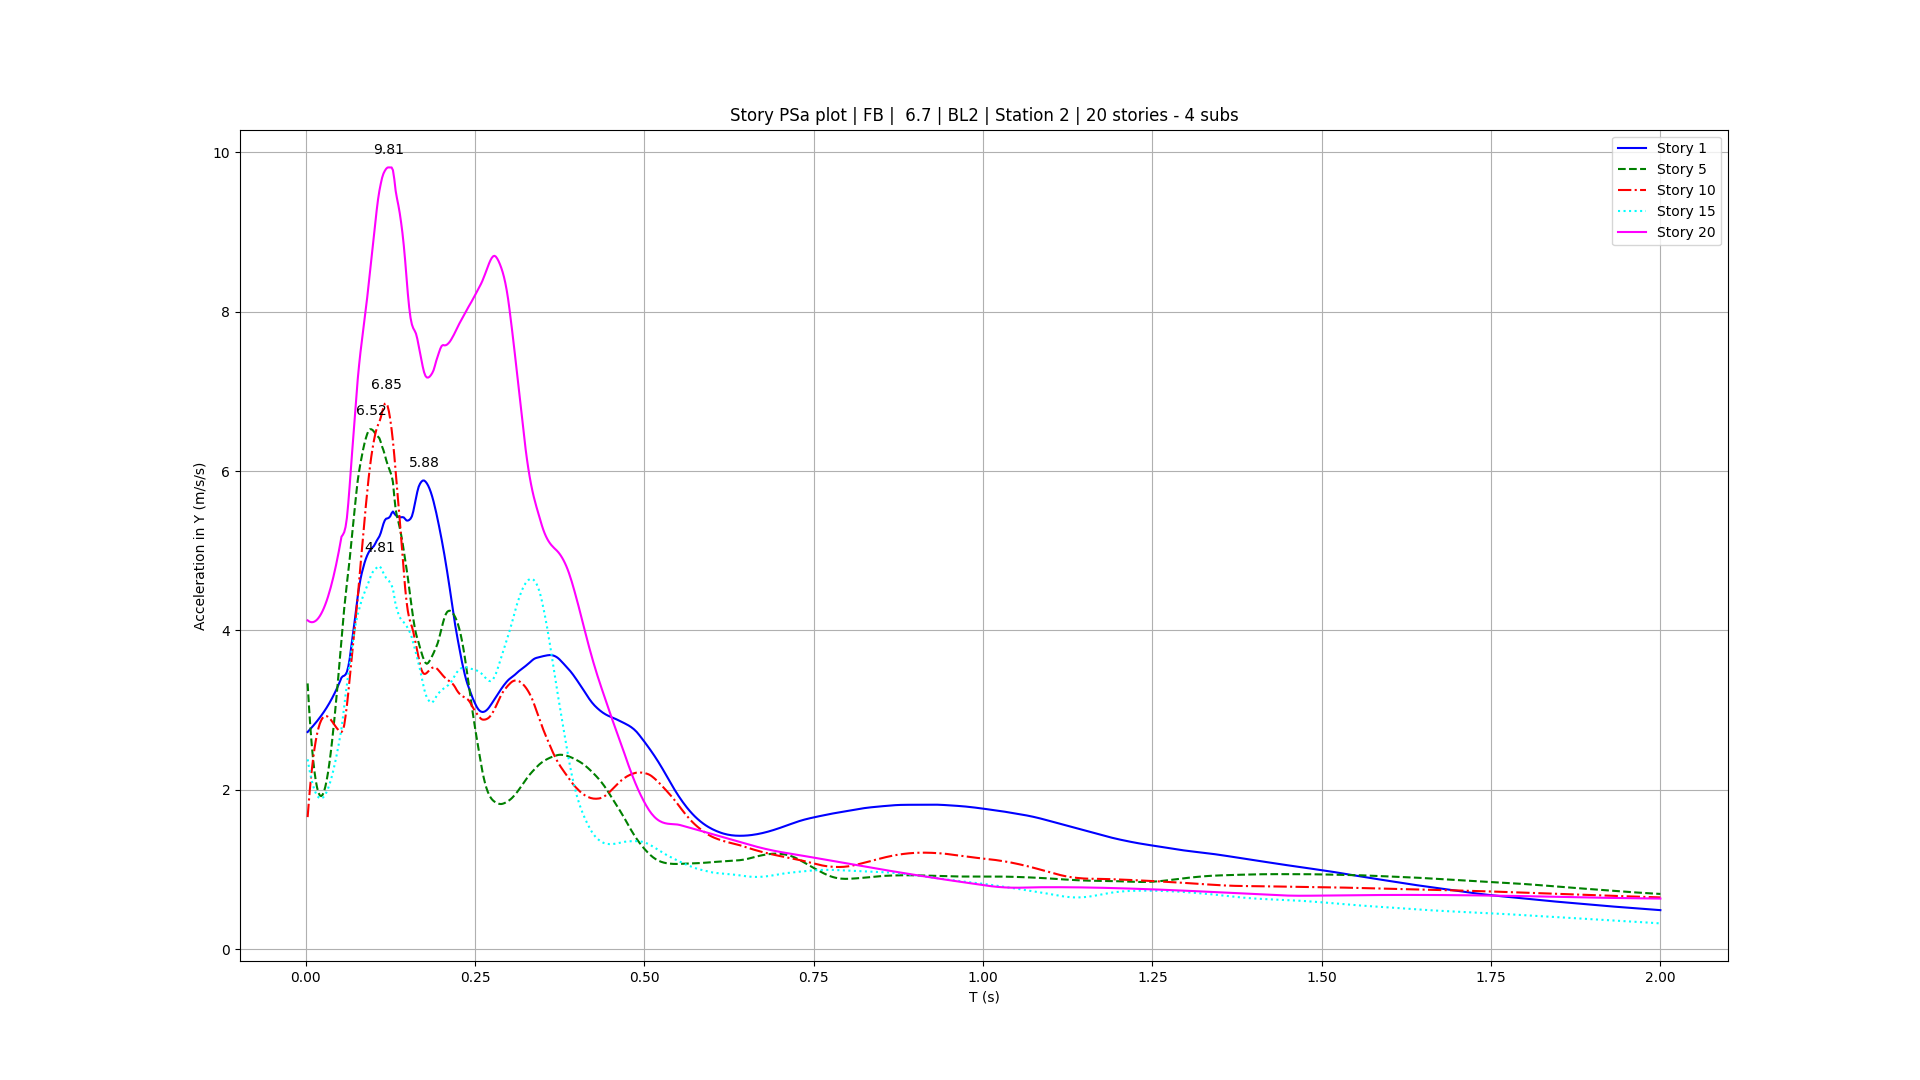 Story PSa plot | FB |  6.7 | BL2 | Station 2 | 20 stories - 4 subs
Acceleration in Y (m/s/s)
10
8
6
4
2
0
9.81
6.85
6.52
5.88
4.81
Story 1
Story 5
Story 10
Story 15
Story 20
0.00 0.25 0.50 0.75 1.00 1.25 1.50 1.75 2.00
T (s)